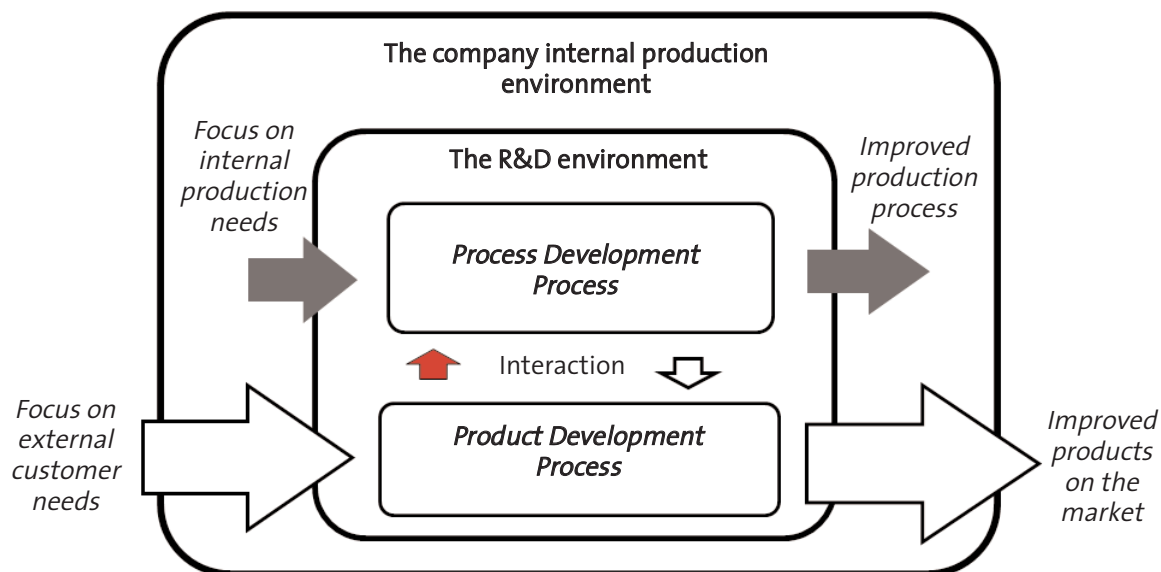 The company internal production
environment
Focus on
internal
production
needs
The R&D environment
Improved
production
process
Process Development
Process
Interaction
Focus on
external
customer
needs
Product Development
Process
Improved
products
on the
market